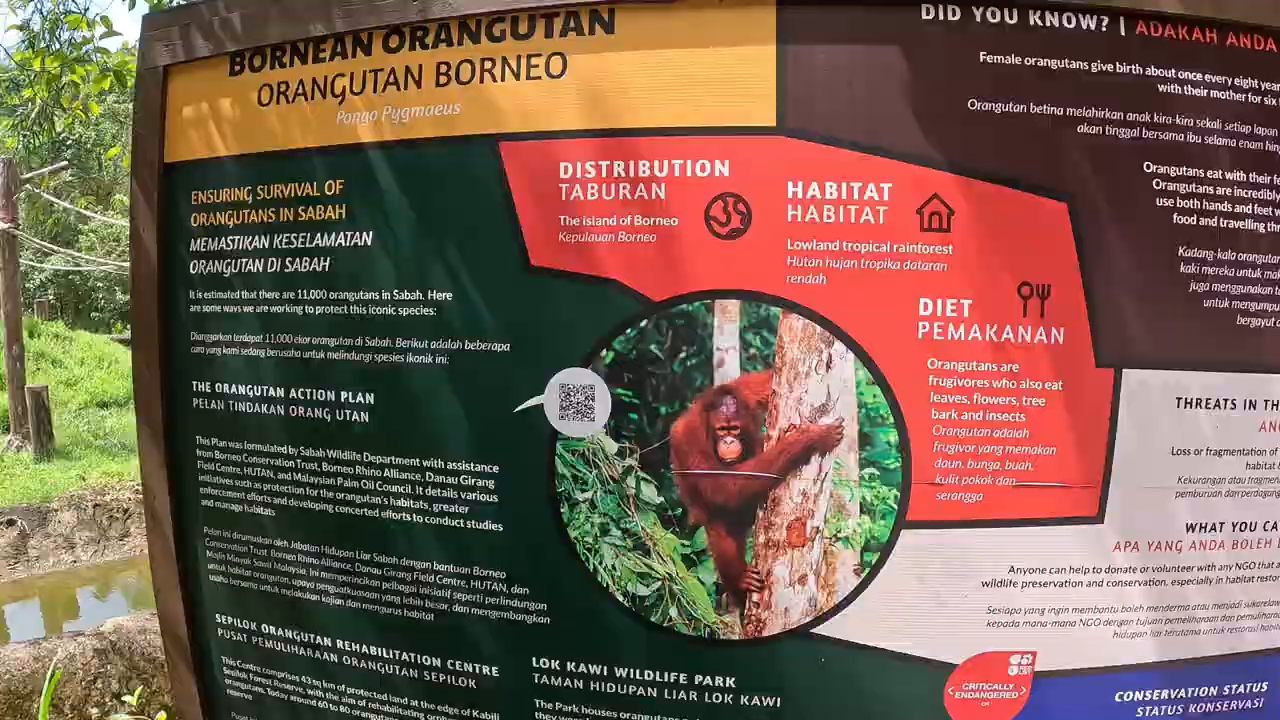 BORNEAN ORANGUTAN
ORANGUTAN BORNEO
Pongo Pygmaeus
ENSURING SURVIVAL OF
ORANGUTANS IN SABAH
MEMASTIKAN KESELAMATAN
ORANGUTAN DI SABAH
It is estimated that there are 11,000 orangutans in Sabah. Here
are some ways we are working to protect this iconic species:
Dianggarkan terdapat 11,000 ekor orangutan di Sabah. Berikut adalah beberapa
cara yang kami sedang berusaha untuk melindungi spesies ikonik ini:
THE ORANGUTAN ACTION PLAN
PELAN TINDAKAN ORANG UTAN
This Plan was formulated by Sabah Wildlife Department with assistance
from Borneo Conservation Trust, Borneo Rhino Alliance, Danau Girang
Field Centre, HUTAN, and Malaysian Palm Oil Council. It details various
initiatives such as protection for the orangutan's habitats, greater
enforcement efforts and developing concerted efforts to conduct studies
and manage habitats
Pelan ini dirumuskan oleh Jabatan Hidupan Liar Sabah dengan bantuan Borneo
Conservation Trust, Borneo Rhino Alliance, Danau Girang Field Centre, HUTAN, dan
Majlis Minyak Sawit Malaysia. Ini memperincikan pelbagai inisiatif seperti perlindungan
untuk habitat orangutan, upaya penguatkuasaan yang lebih besar, dan mengembangkan
usaha bersama untuk melakukan kajian dan mengurus habitat
SEPILOK ORANGUTAN REHABILITATION CENTRE
PUSAT PEMULIHARAAN ORANGUTAN SEPILOK
This Centre comprises 43 sq km of protected land at the edge of Kabili
Sepilok Forest Reserve, with the aim of rehabilitating
orangutans. Today around 60 to 80 orangutans
reserve
LOK KAWI WILDLIFE PARK
TAMAN HIDUPAN LIAR LOK KAWI
The Park houses orangutans
DISTRIBUTION
TABURAN
The island of Borneo
Kepulauan Borneo
HABITAT
HABITAT
Lowland tropical rainforest
Hutan hujan tropika dataran
rendah
DIET
PEMAKANAN
Orangutans are
frugivores who also eat
leaves, flowers, tree
bark and insects
Orangutan adalah
frugivor yang memakan
daun, bunga, buah,
kulit pokok dan
serangga
DID YOU KNOW? | ADAKAH ANDA
Female orangutans give birth about once every eight
with their mother for six
Orangutan betina melahirkan anak kira-kira sekali setiap lapan
akan tinggal bersama ibu selama enam
Orangutans eat with their
Orangutans are incredibly
use both hands and feet
food and travelling
Kadang-kala orangutan
kaki mereka untuk
juga menggunakan
untuk
bergayut
THREATS IN
Loss or fragmentation of
habitat
Kekurangan atau
pemburuan dan
WHAT YOU
APA YANG ANDA BOLEH
Anyone can help to donate or volunteer with any NGO that
wildlife preservation and conservation, especially in habitat
Sesiapa yang ingin membantu boleh menderma atau menjadi
kepada mana-mana NGO dengan tujuan pemeliharaan dan
hidupan liar terutama untuk restorasi
CRITICALLY
ENDANGERED
CR
CONSERVATION STATUS
STATUS KONSERVASI